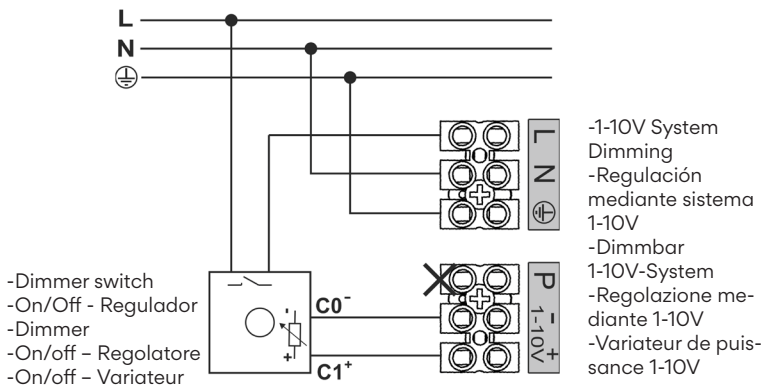 L
N
L
N
-1-10V System
Dimming
-Regulación
mediante sistema
1-10V
-Dimmbar
1-10V-System
-Regolazione me-
diante 1-10V
-Variateur de puis-
sance 1-10V
-Dimmer switch
-On/Off - Regulador
-Dimmer
-On/off – Regolatore
-On/off – Variateur
-
+
C0⁻
C1⁺
P - +
1-10V